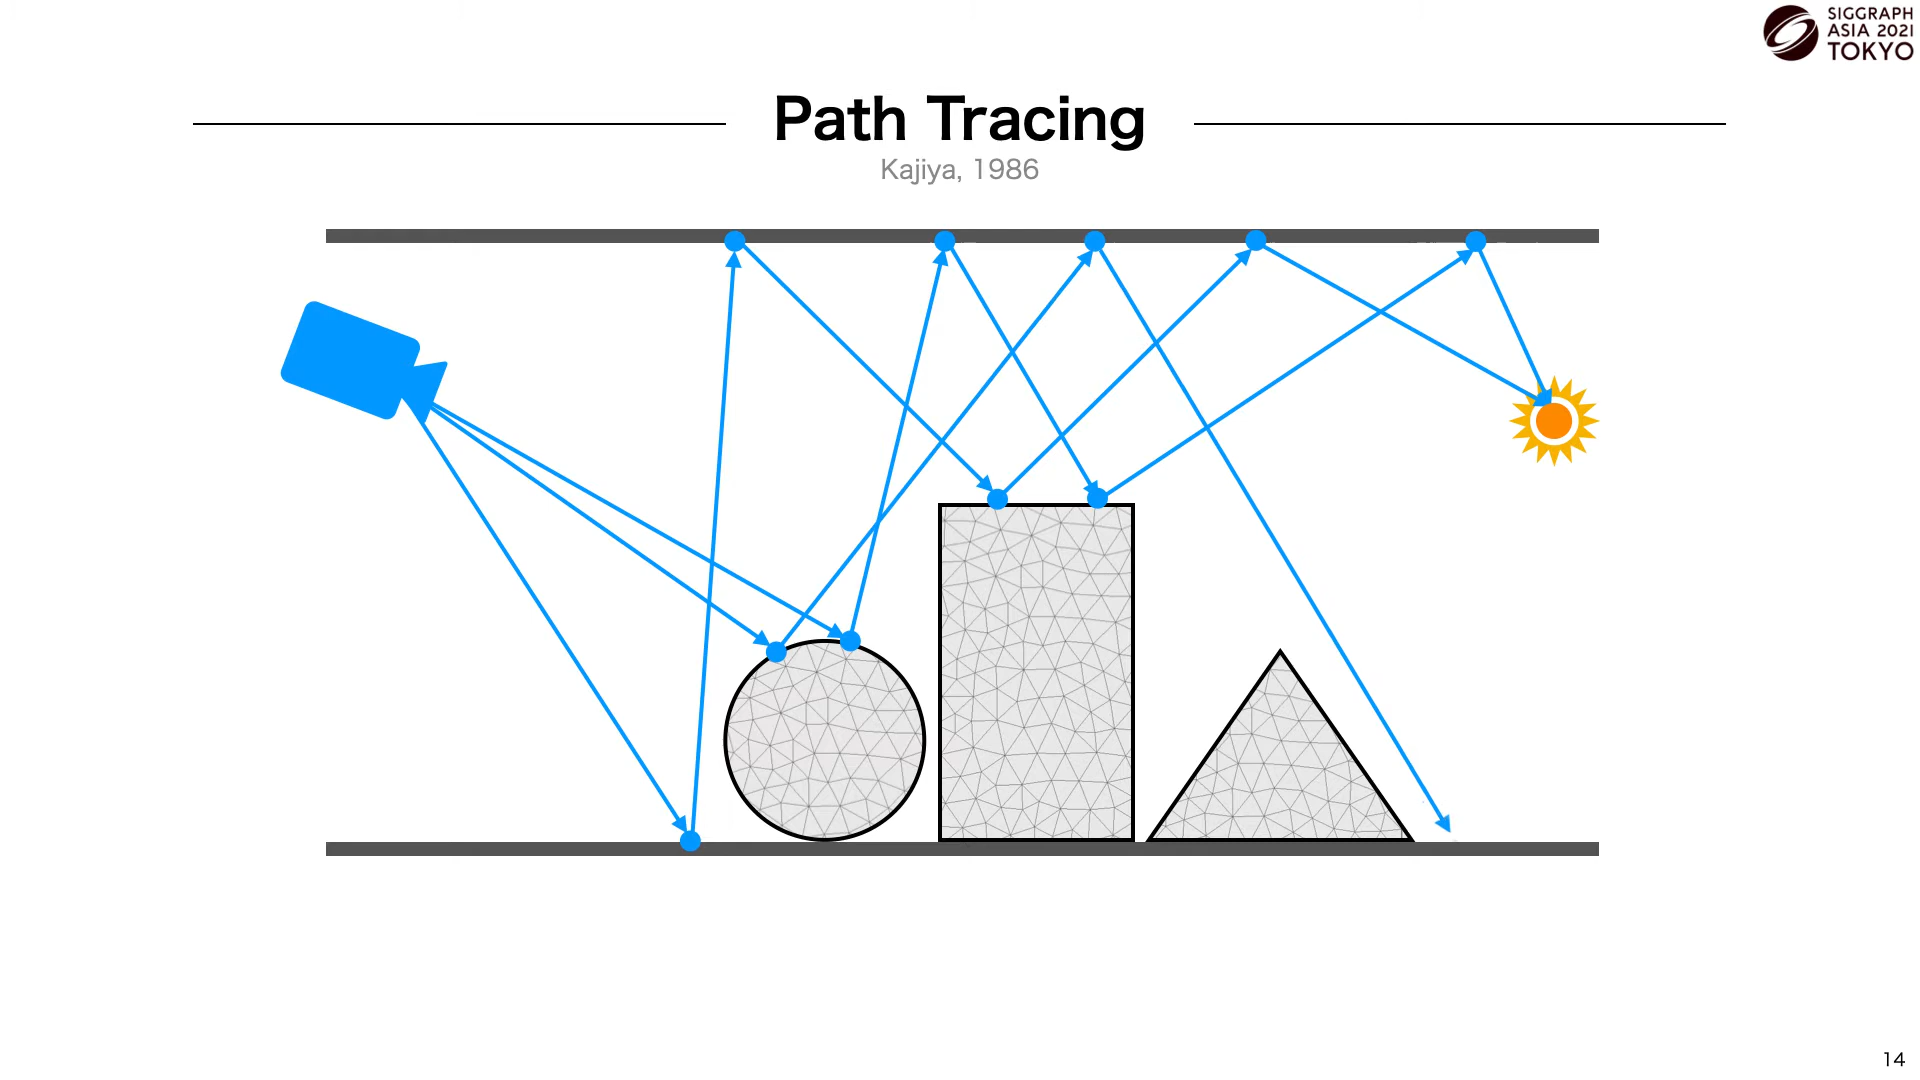 SIGGRAPH
ASIA 2021
TOKYO
Path Tracing
Kajiya, 1986
14